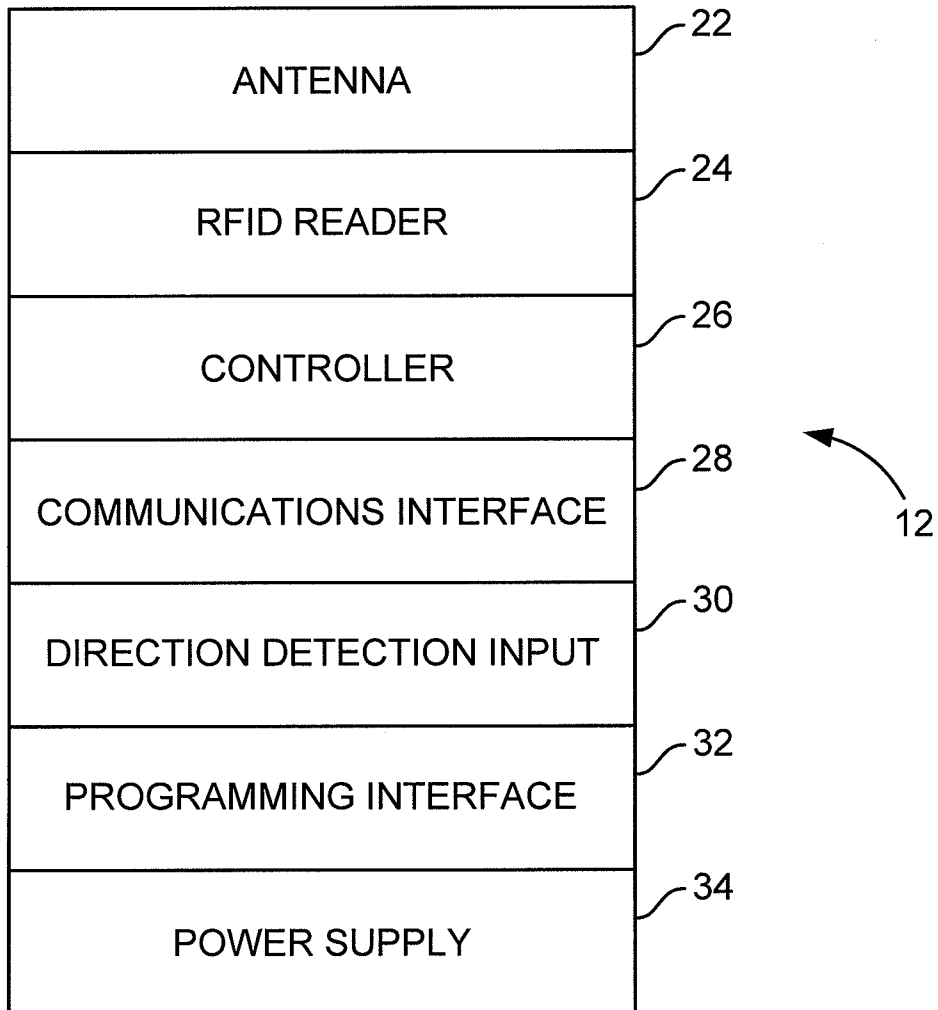 22
ANTENNA
24
RFID READER
26
CONTROLLER
28
COMMUNICATIONS INTERFACE
12
30
DIRECTION DETECTION INPUT
32
PROGRAMMING INTERFACE
34
POWER SUPPLY